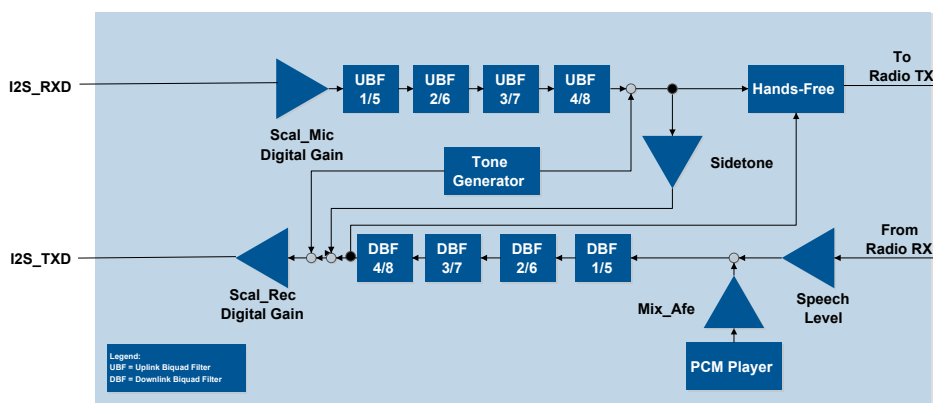 I2S_RXD
UBF
1/5
UBF
2/6
UBF
3/7
UBF
4/8
Hands-Free
To
Radio TX
Scal_Mic
Digital Gain
Tone
Generator
Sidetone
I2S_TXD
DBF
4/8
DBF
3/7
DBF
2/6
DBF
1/5
From
Radio RX
Scal_Rec
Digital Gain
Mix_Afe
Speech
Level
PCM Player
Legend:
UBF = Uplink Biquad Filter
DBF = Downlink Biquad Filter